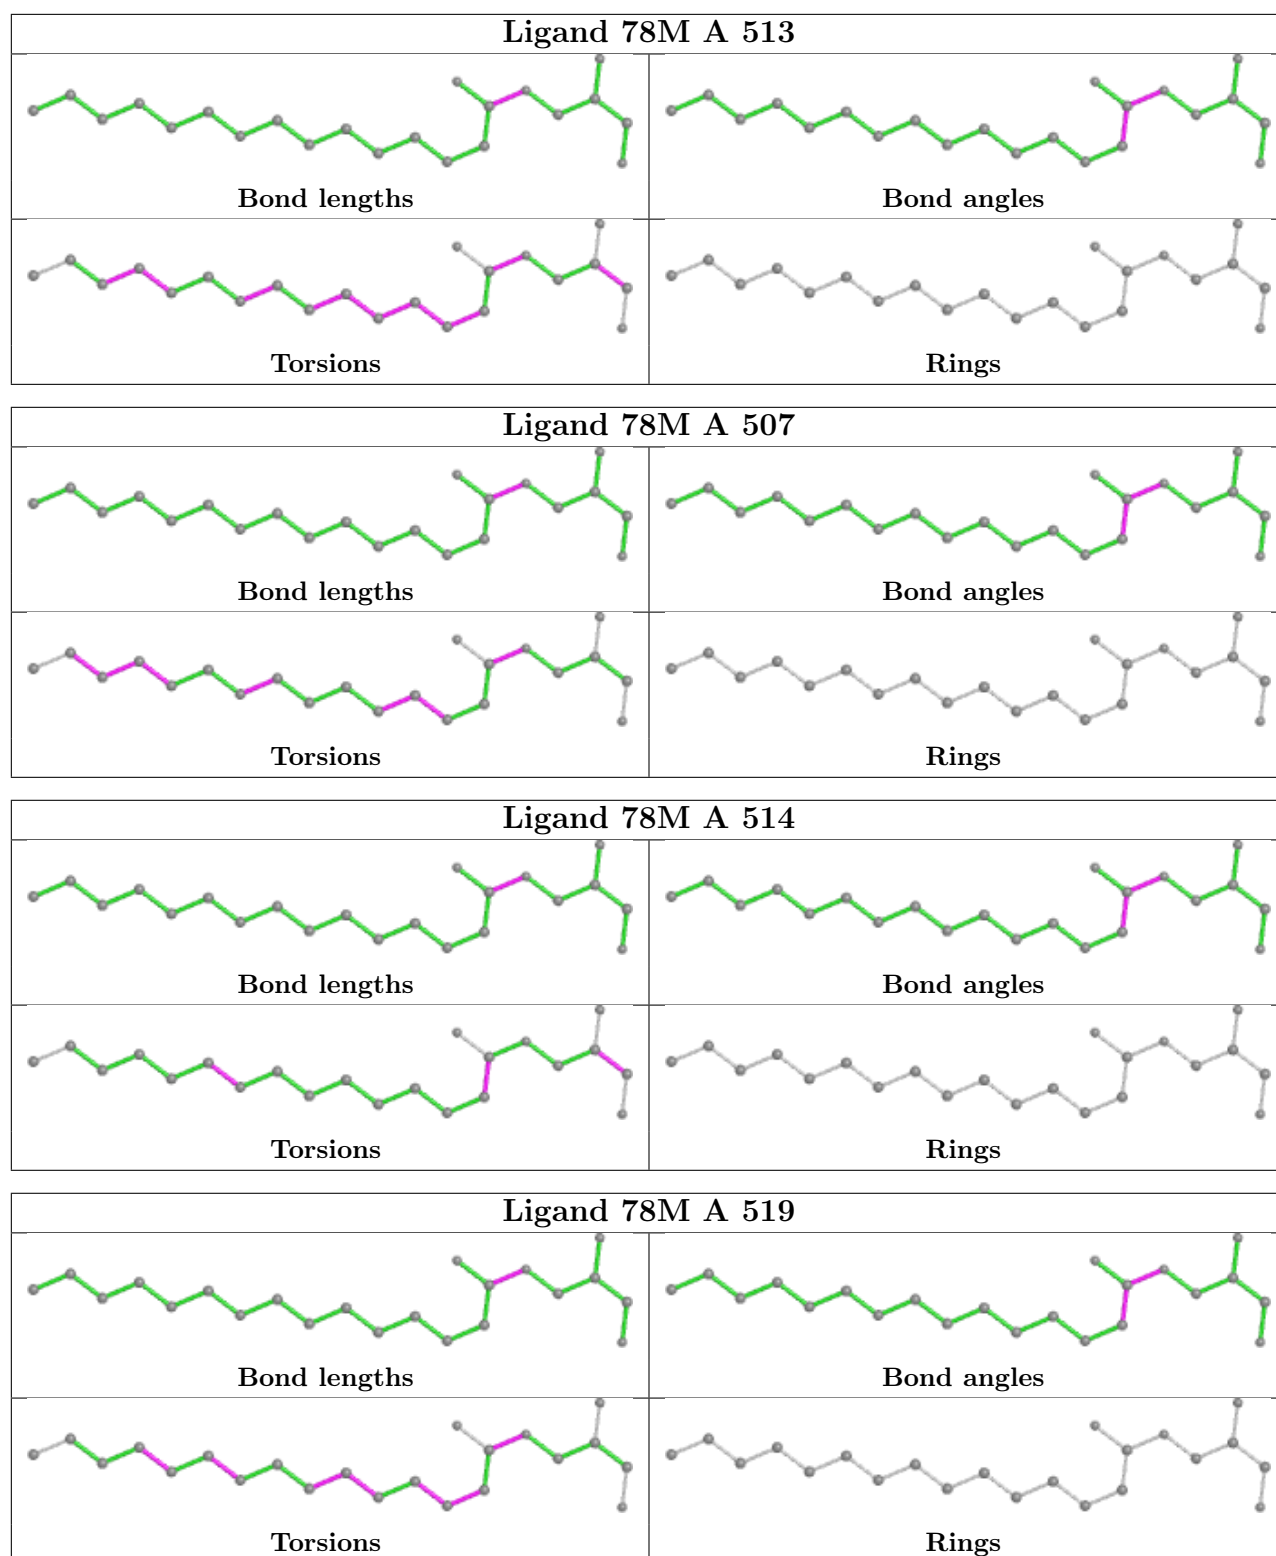 Ligand 78M A 513
Bond lengths
Bond angles
Torsions
Rings
Ligand 78M A 507
Bond lengths
Bond angles
Torsions
Rings
Ligand 78M A 514
Bond lengths
Bond angles
Torsions
Rings
Ligand 78M A 519
Bond lengths
Bond angles
Torsions
Rings